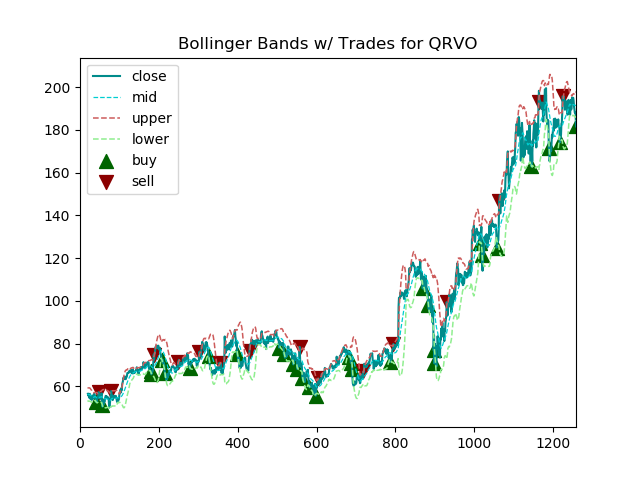 Bollinger Bands w/ Trades for QRVO
close
mid
upper
lower
buy
sell
200
180
160
140
120
100
80
60
0 200 400 600 800 1000 1200